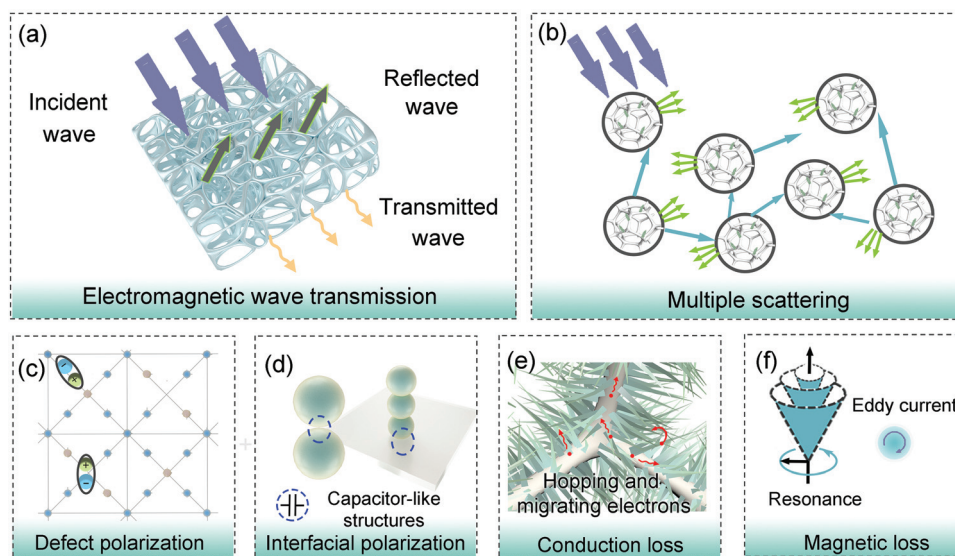 (a)
Incident
wave
Reflected
wave
Transmitted
wave
Electromagnetic wave transmission
(b)
Multiple scattering
(c)
Defect polarization
(d)
Capacitor-like
structures
Interfacial polarization
(e)
Hopping and
migrating electrons
Conduction loss
(f)
Eddy current
Resonance
Magnetic loss